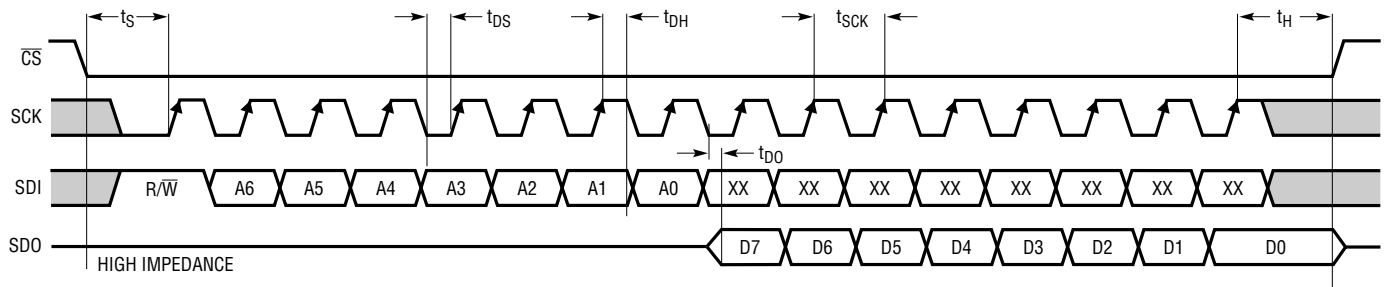 tS tDS tDH tSCK tH
C̅S̅
SCK
tDO
SDI R/W̅ A6 A5 A4 A3 A2 A1 A0 XX XX XX XX XX XX XX XX
SDO D7 D6 D5 D4 D3 D2 D1 D0
HIGH IMPEDANCE